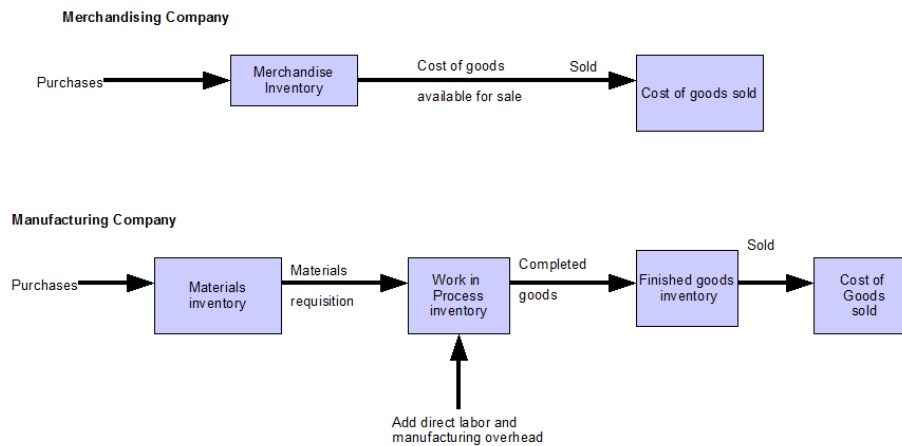 Merchandising Company
Purchases
Merchandise
Inventory
Cost of goods
available for sale
Sold
Cost of goods sold
Manufacturing Company
Purchases
Materials
inventory
Materials
requisition
Work in
Process
inventory
Completed
goods
Finished goods
inventory
Sold
Cost of
Goods
sold
Add direct labor and
manufacturing overhead